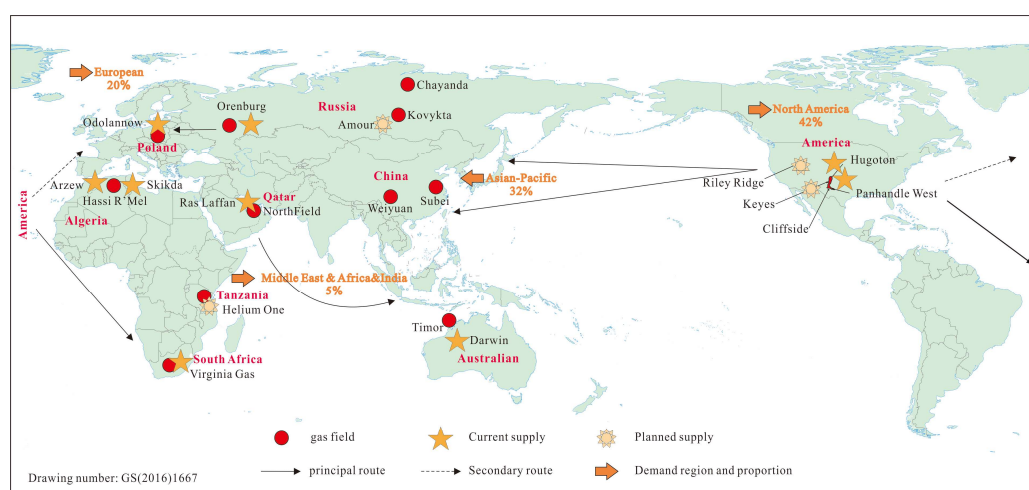 European
20%
Chayanda
Orenburg
Russia
Kovykta
North America
42%
Odolannow
Amour
Poland
America
Hugoton
China
Asian-Pacific
32%
Riley Ridge
Arzew
Skikda
Qatar
Hassi R’Mel
Ras Laffan
NorthField
Weiyuan
Subei
Keyes
Panhandle West
Algeria
America
Cliffside
Middle East & Africa&India
5%
Tanzania
Helium One
Timor
Darwin
South Africa
Australian
Virginia Gas
gas field
Current supply
Planned supply
principal route
Secondary route
Demand region and proportion
Drawing number: GS(2016)1667